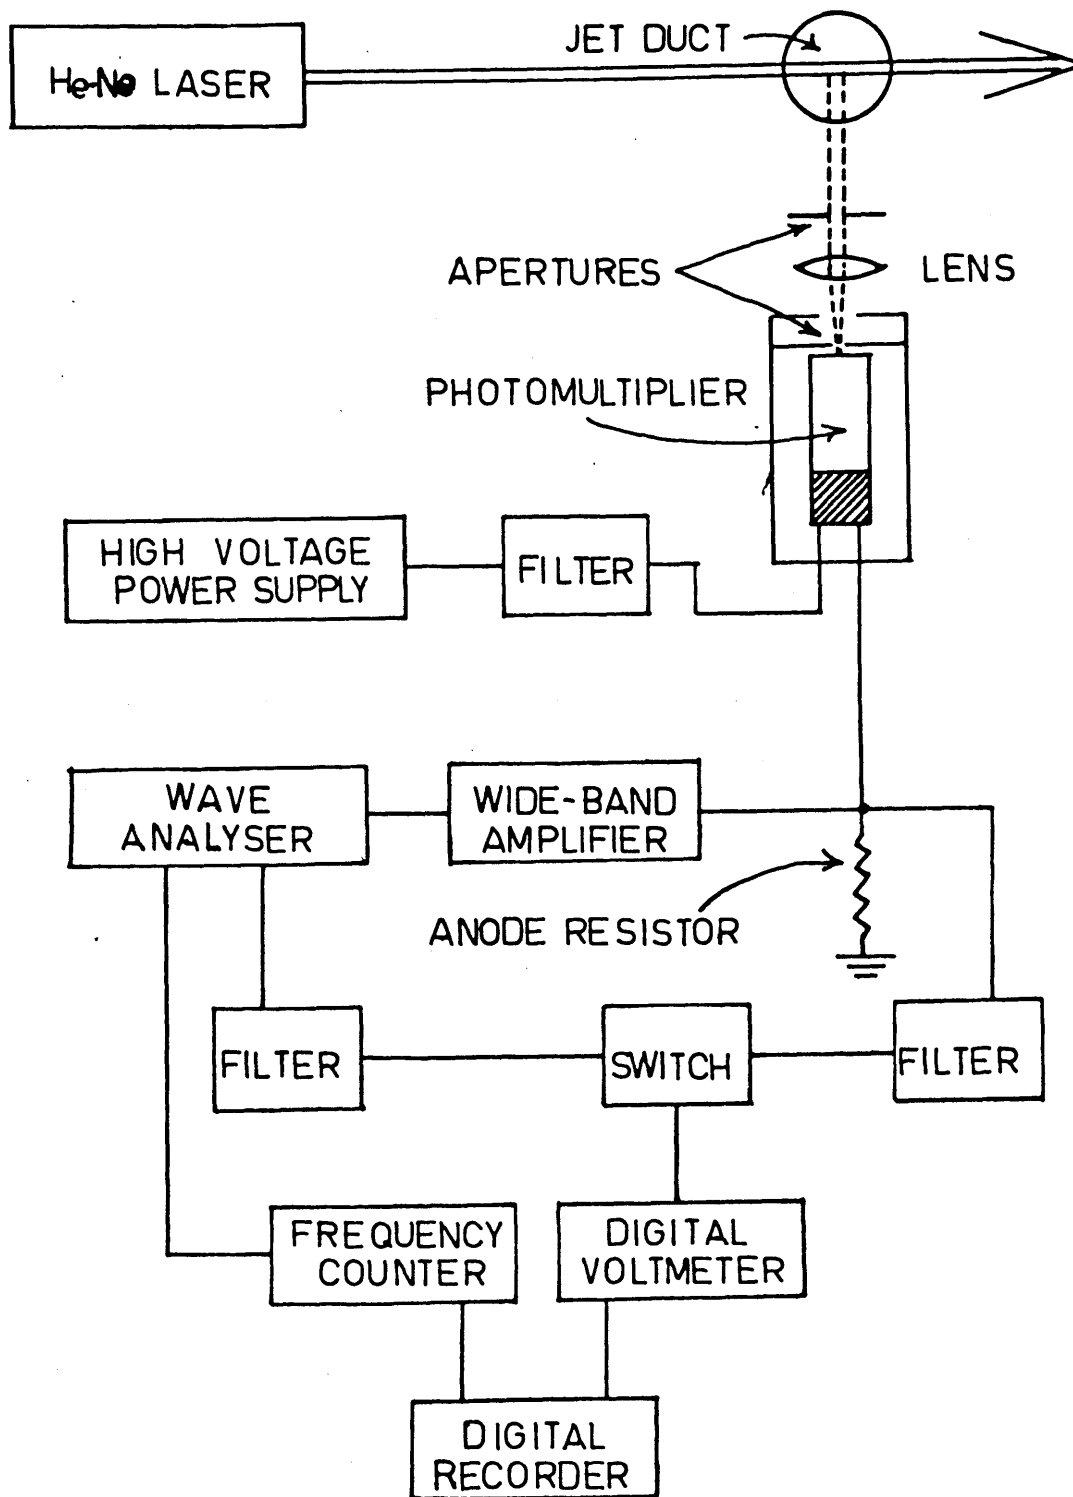 JET DUCT
He-Ne LASER
APERTURES
LENS
PHOTOMULTIPLIER
HIGH VOLTAGE
POWER SUPPLY
FILTER
WAVE
ANALYSER
WIDE-BAND
AMPLIFIER
ANODE RESISTOR
FILTER
SWITCH
FILTER
FREQUENCY
COUNTER
DIGITAL
VOLTMETER
DIGITAL
RECORDER